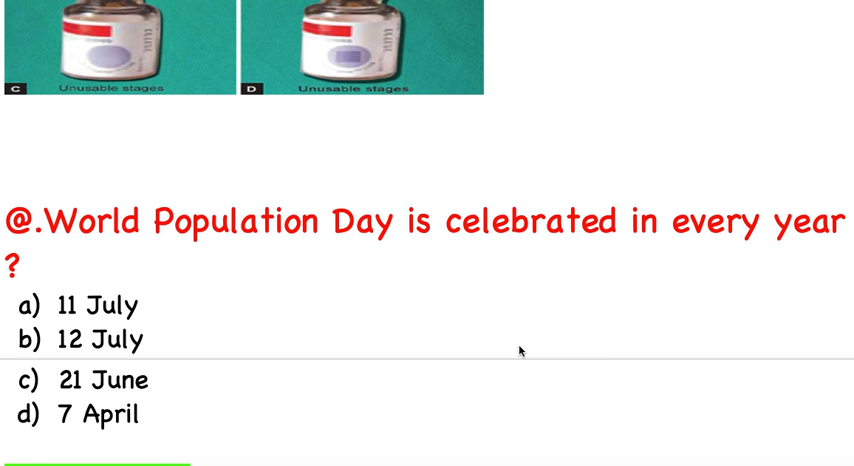 C Unusable stages D Unusable stages
@.World Population Day is celebrated in every year
?
a) 11 July
b) 12 July
c) 21 June
d) 7 April